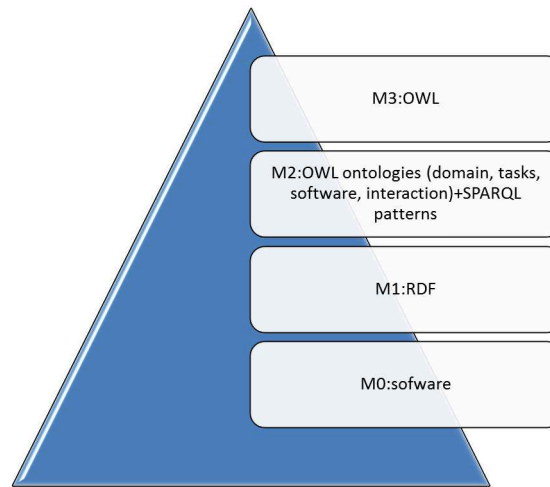 M3:OWL
M2:OWL ontologies (domain, tasks,
software, interaction)+SPARQL
patterns
M1:RDF
M0:sofware